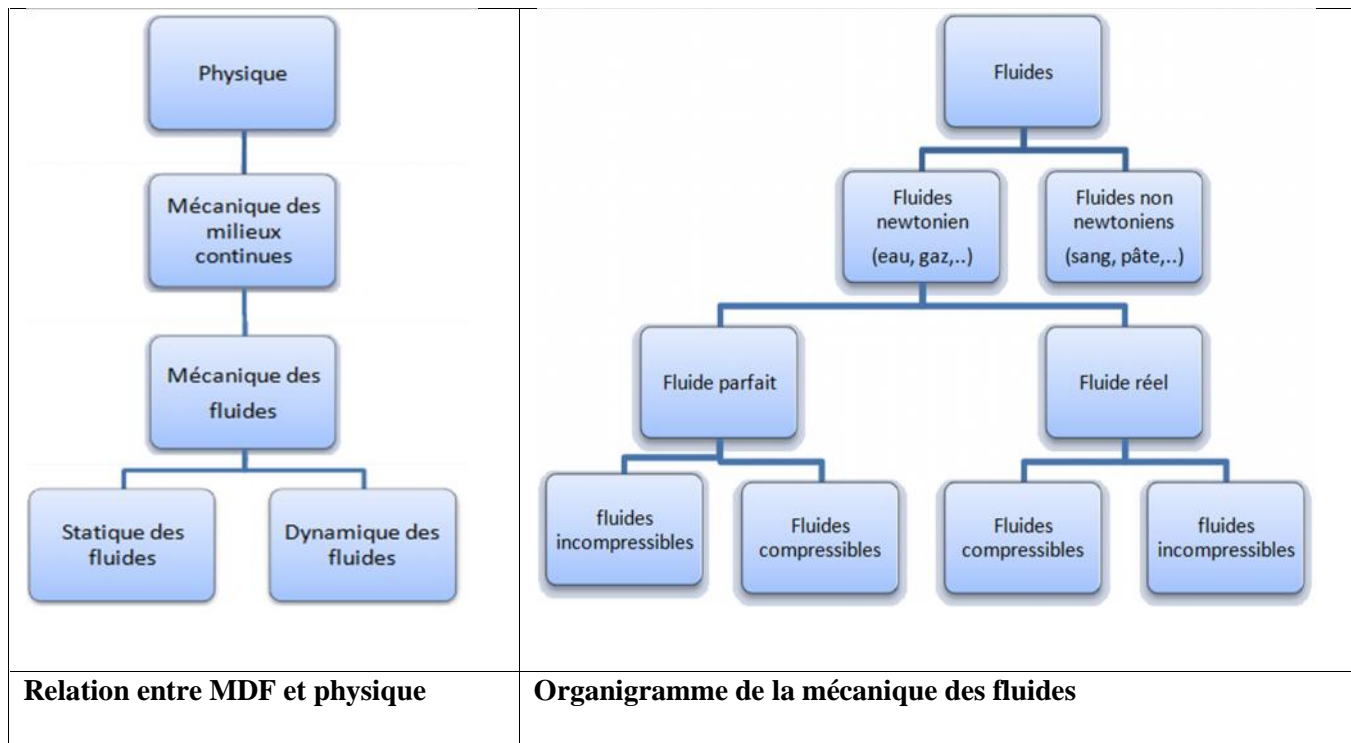 Physique
Mécanique des
milieux
continues
Mécanique des
fluides
Statique des
fluides
Dynamique des
fluides
Fluides
Fluides
newtonien
(eau, gaz,..)
Fluides non
newtoniens
(sang, pâte,..)
Fluide parfait
Fluide réel
fluides
incompressibles
Fluides
compressibles
Fluides
compressibles
fluides
incompressibles
Relation entre MDF et physique
Organigramme de la mécanique des fluides